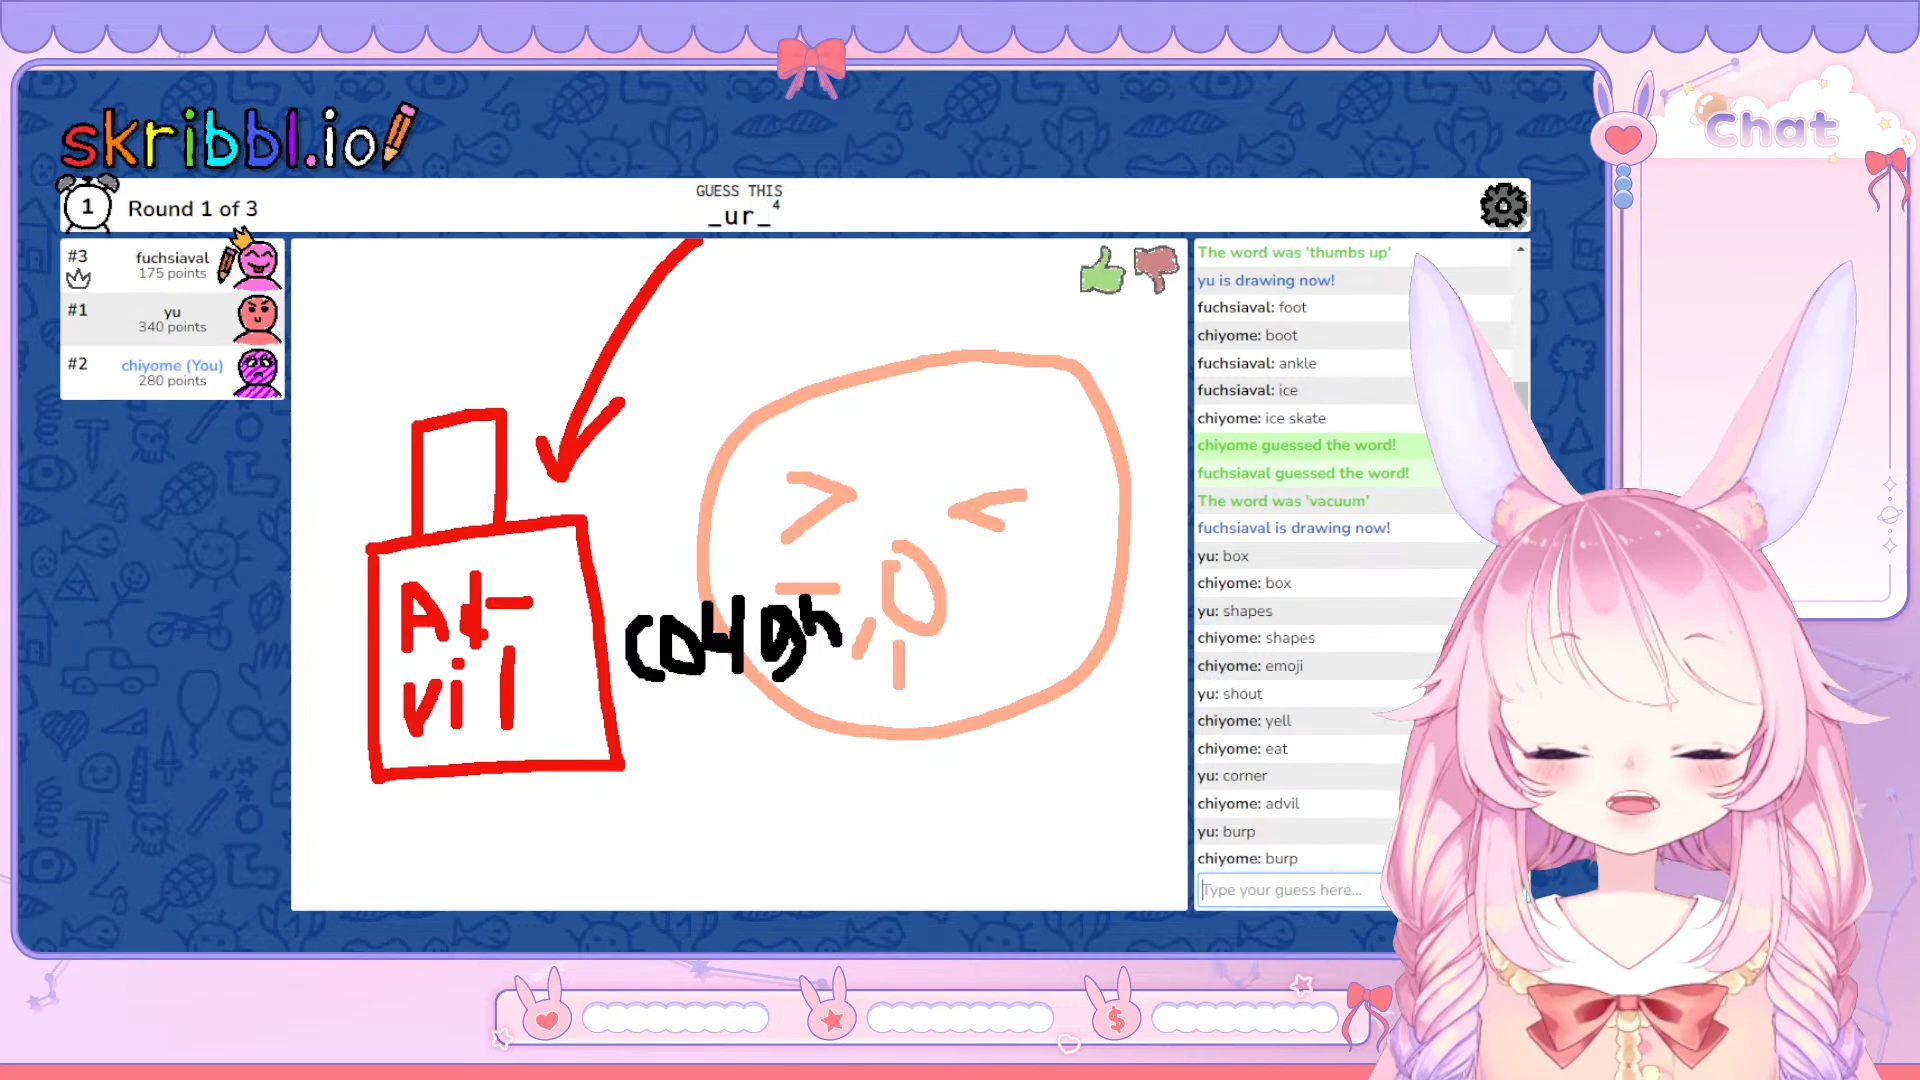 Chat
skribbl.io
1
Round 1 of 3
GUESS THIS
_ur_ 4
#3
fuchsiaval
175 points
#1
yu
340 points
#2
chiyome (You)
280 points
Ad-
vil
cough
The word was 'thumbs up'
yu is drawing now!
fuchsiaval: foot
chiyome: boot
fuchsiaval: ankle
fuchsiaval: ice
chiyome: ice skate
chiyome guessed the word!
fuchsiaval guessed the word!
The word was 'vacuum'
fuchsiaval is drawing now!
yu: box
chiyome: box
yu: shapes
chiyome: shapes
chiyome: emoji
yu: shout
chiyome: yell
chiyome: eat
yu: corner
chiyome: advil
yu: burp
chiyome: burp
Type your guess here...
$